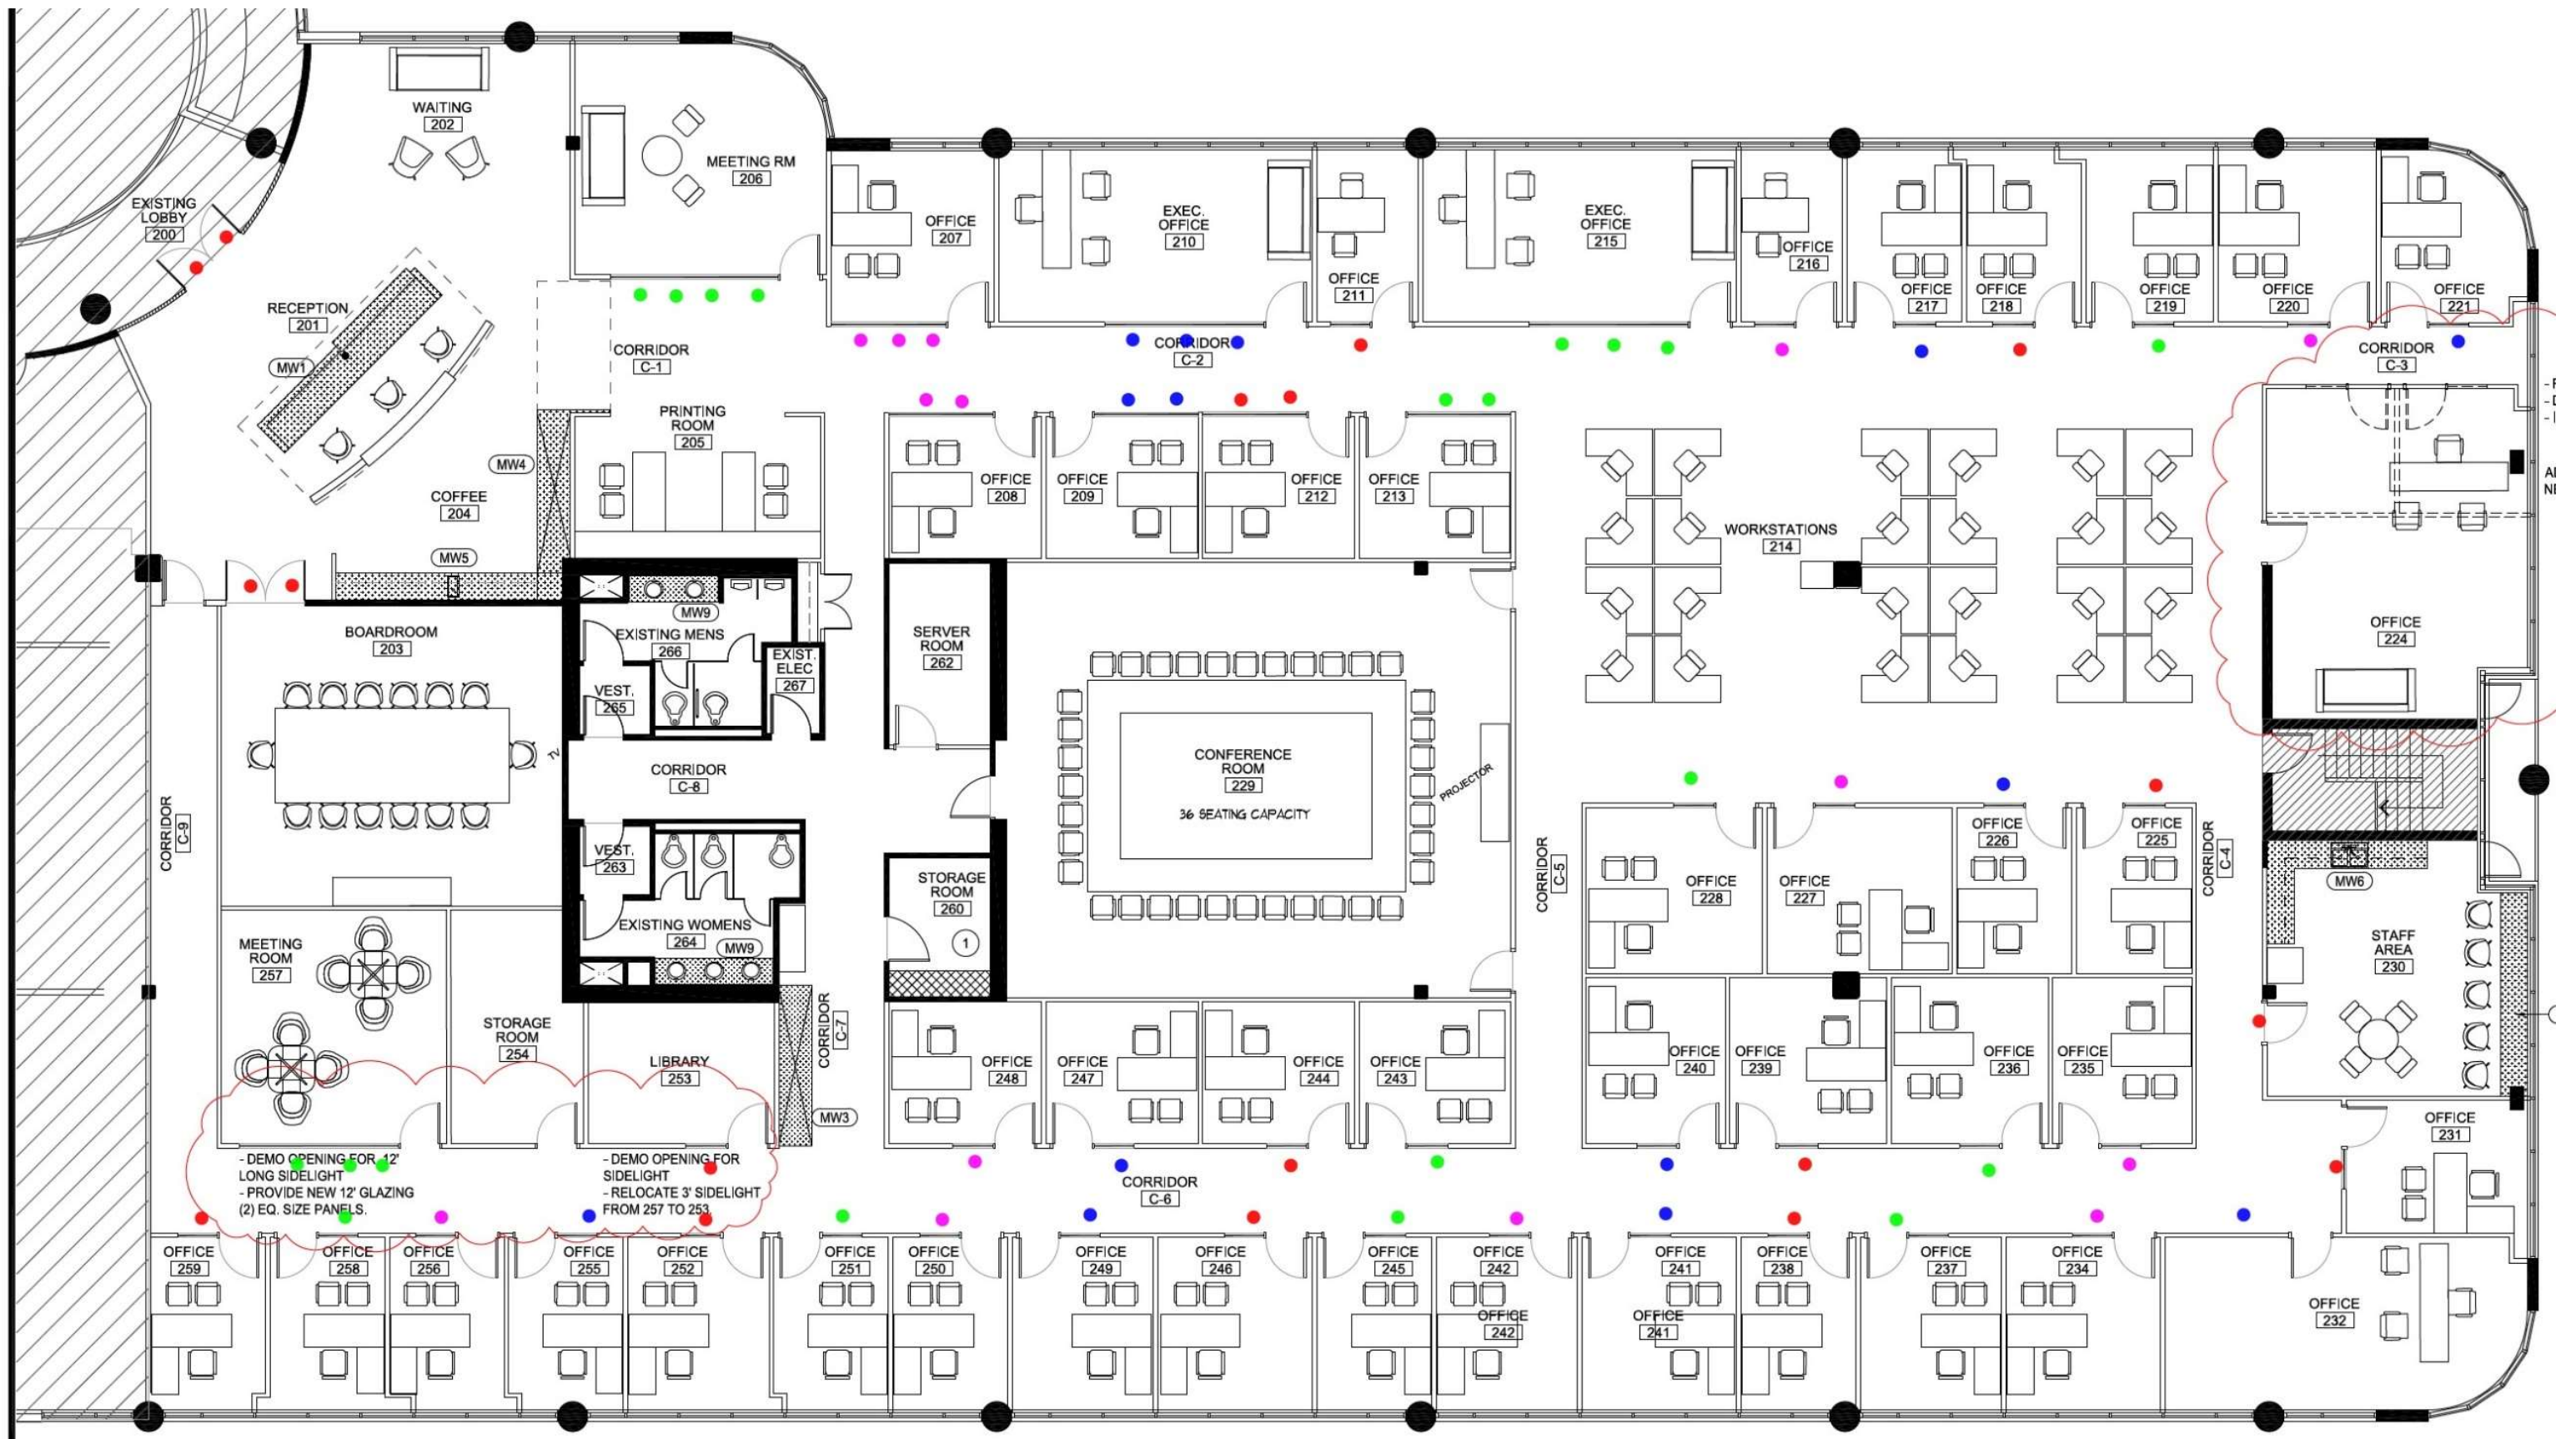 WAITING
202
MEETING RM
206
EXISTING
LOBBY
200
OFFICE
207
EXEC.
OFFICE
210
OFFICE
211
EXEC.
OFFICE
215
OFFICE
216
OFFICE
217
OFFICE
218
OFFICE
219
OFFICE
220
OFFICE
221
RECEPTION
201
MW1
CORRIDOR
C-1
CORRIDOR
C-2
CORRIDOR
C-3
PRINTING
ROOM
205
MW4
COFFEE
204
MW5
OFFICE
208
OFFICE
209
OFFICE
212
OFFICE
213
WORKSTATIONS
214
OFFICE
224
BOARDROOM
203
TV
MW9
EXISTING MENS
266
EXIST.
ELEC
267
VEST.
265
SERVER
ROOM
262
CORRIDOR
C-8
CONFERENCE
ROOM
229
36 SEATING CAPACITY
PROJECTOR
CORRIDOR
C-9
VEST.
263
EXISTING WOMENS
264
MW9
STORAGE
ROOM
260
1
CORRIDOR
C-5
OFFICE
228
OFFICE
227
OFFICE
226
OFFICE
225
CORRIDOR
C-4
MW6
STAFF
AREA
230
MEETING
ROOM
257
STORAGE
ROOM
254
LIBRARY
253
CORRIDOR
C-7
MW3
OFFICE
248
OFFICE
247
OFFICE
244
OFFICE
243
OFFICE
240
OFFICE
239
OFFICE
236
OFFICE
235
OFFICE
231
- DEMO OPENING FOR 12'
LONG SIDELIGHT
- PROVIDE NEW 12' GLAZING
(2) EQ. SIZE PANELS.
- DEMO OPENING FOR
SIDELIGHT
- RELOCATE 3' SIDELIGHT
FROM 257 TO 253.
CORRIDOR
C-6
OFFICE
259
OFFICE
258
OFFICE
256
OFFICE
255
OFFICE
252
OFFICE
251
OFFICE
250
OFFICE
249
OFFICE
246
OFFICE
245
OFFICE
242
OFFICE
242
OFFICE
241
OFFICE
241
OFFICE
238
OFFICE
237
OFFICE
234
OFFICE
232